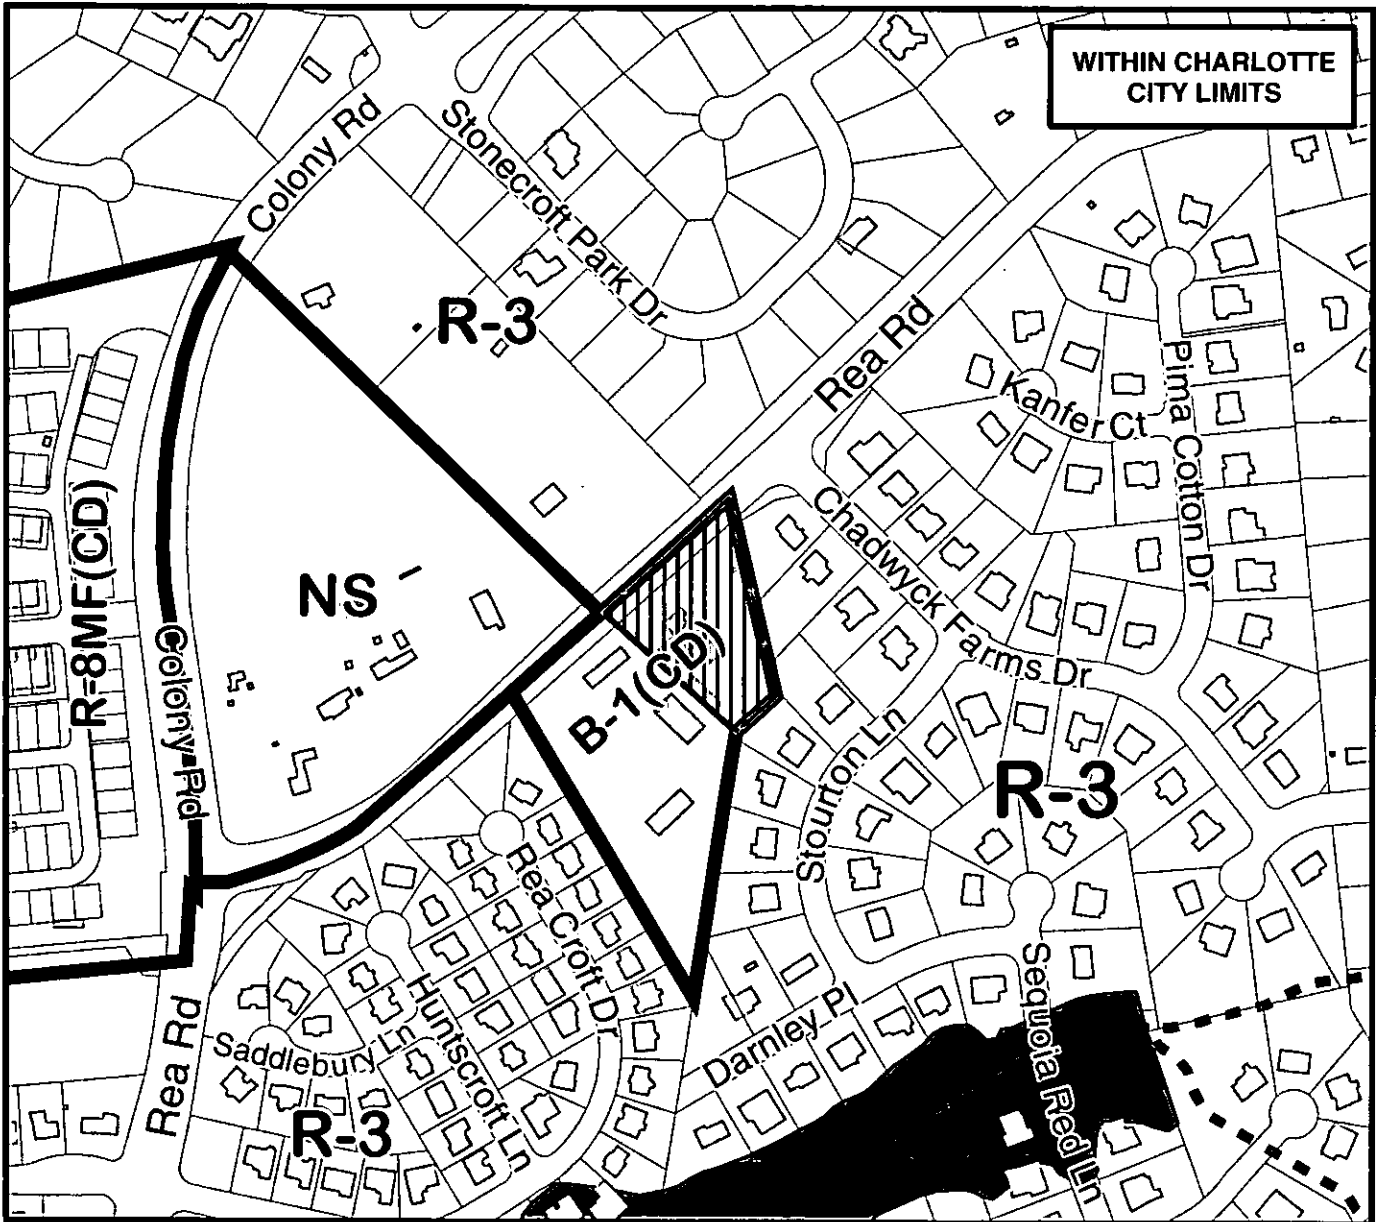 WITHIN CHARLOTTE
CITY LIMITS
Colony Rd
Stonecroft Park Dr
R-3
Rea Rd
Kanfer Ct
Pima Cotton Dr
Chadwyck Farms Dr
R-8MF(CD)
NS
Colony Rd
B-1(CD)
Stourton Ln
R-3
Rea Croft Dr
Huntscroft Ln
Saddlebury Ln
Rea Rd
R-3
Darnley Pl
Sequoia Red Ln